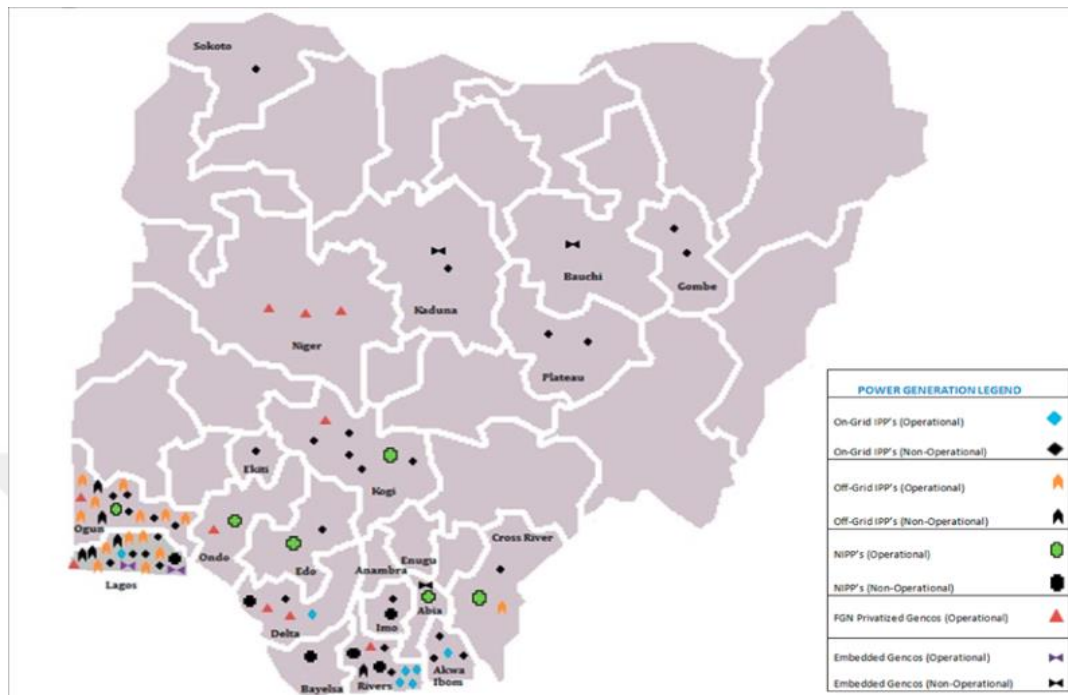 Sokoto
Bauchi
Gombe
Kaduna
Niger
Plateau
POWER GENERATION LEGEND
On-Grid IPP's (Operational)
On-Grid IPP's (Non-Operational)
Off-Grid IPP's (Operational)
Off-Grid IPP's (Non-Operational)
NIPP's (Operational)
NIPP's (Non-Operational)
FGN Privatized Gencos (Operational)
Embedded Gencos (Operational)
Embedded Gencos (Non-Operational)
Ekiti
Kogi
Ogun
Ondo
Edo
Cross River
Enugu
Anambra
Lagos
Abia
Imo
Delta
Akwa
Ibom
Rivers
Bayelsa